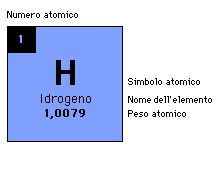 Numero atomico
1
H
Simbolo atomico
Idrogeno
Nome dell'elemento
1,0079
Peso atomico